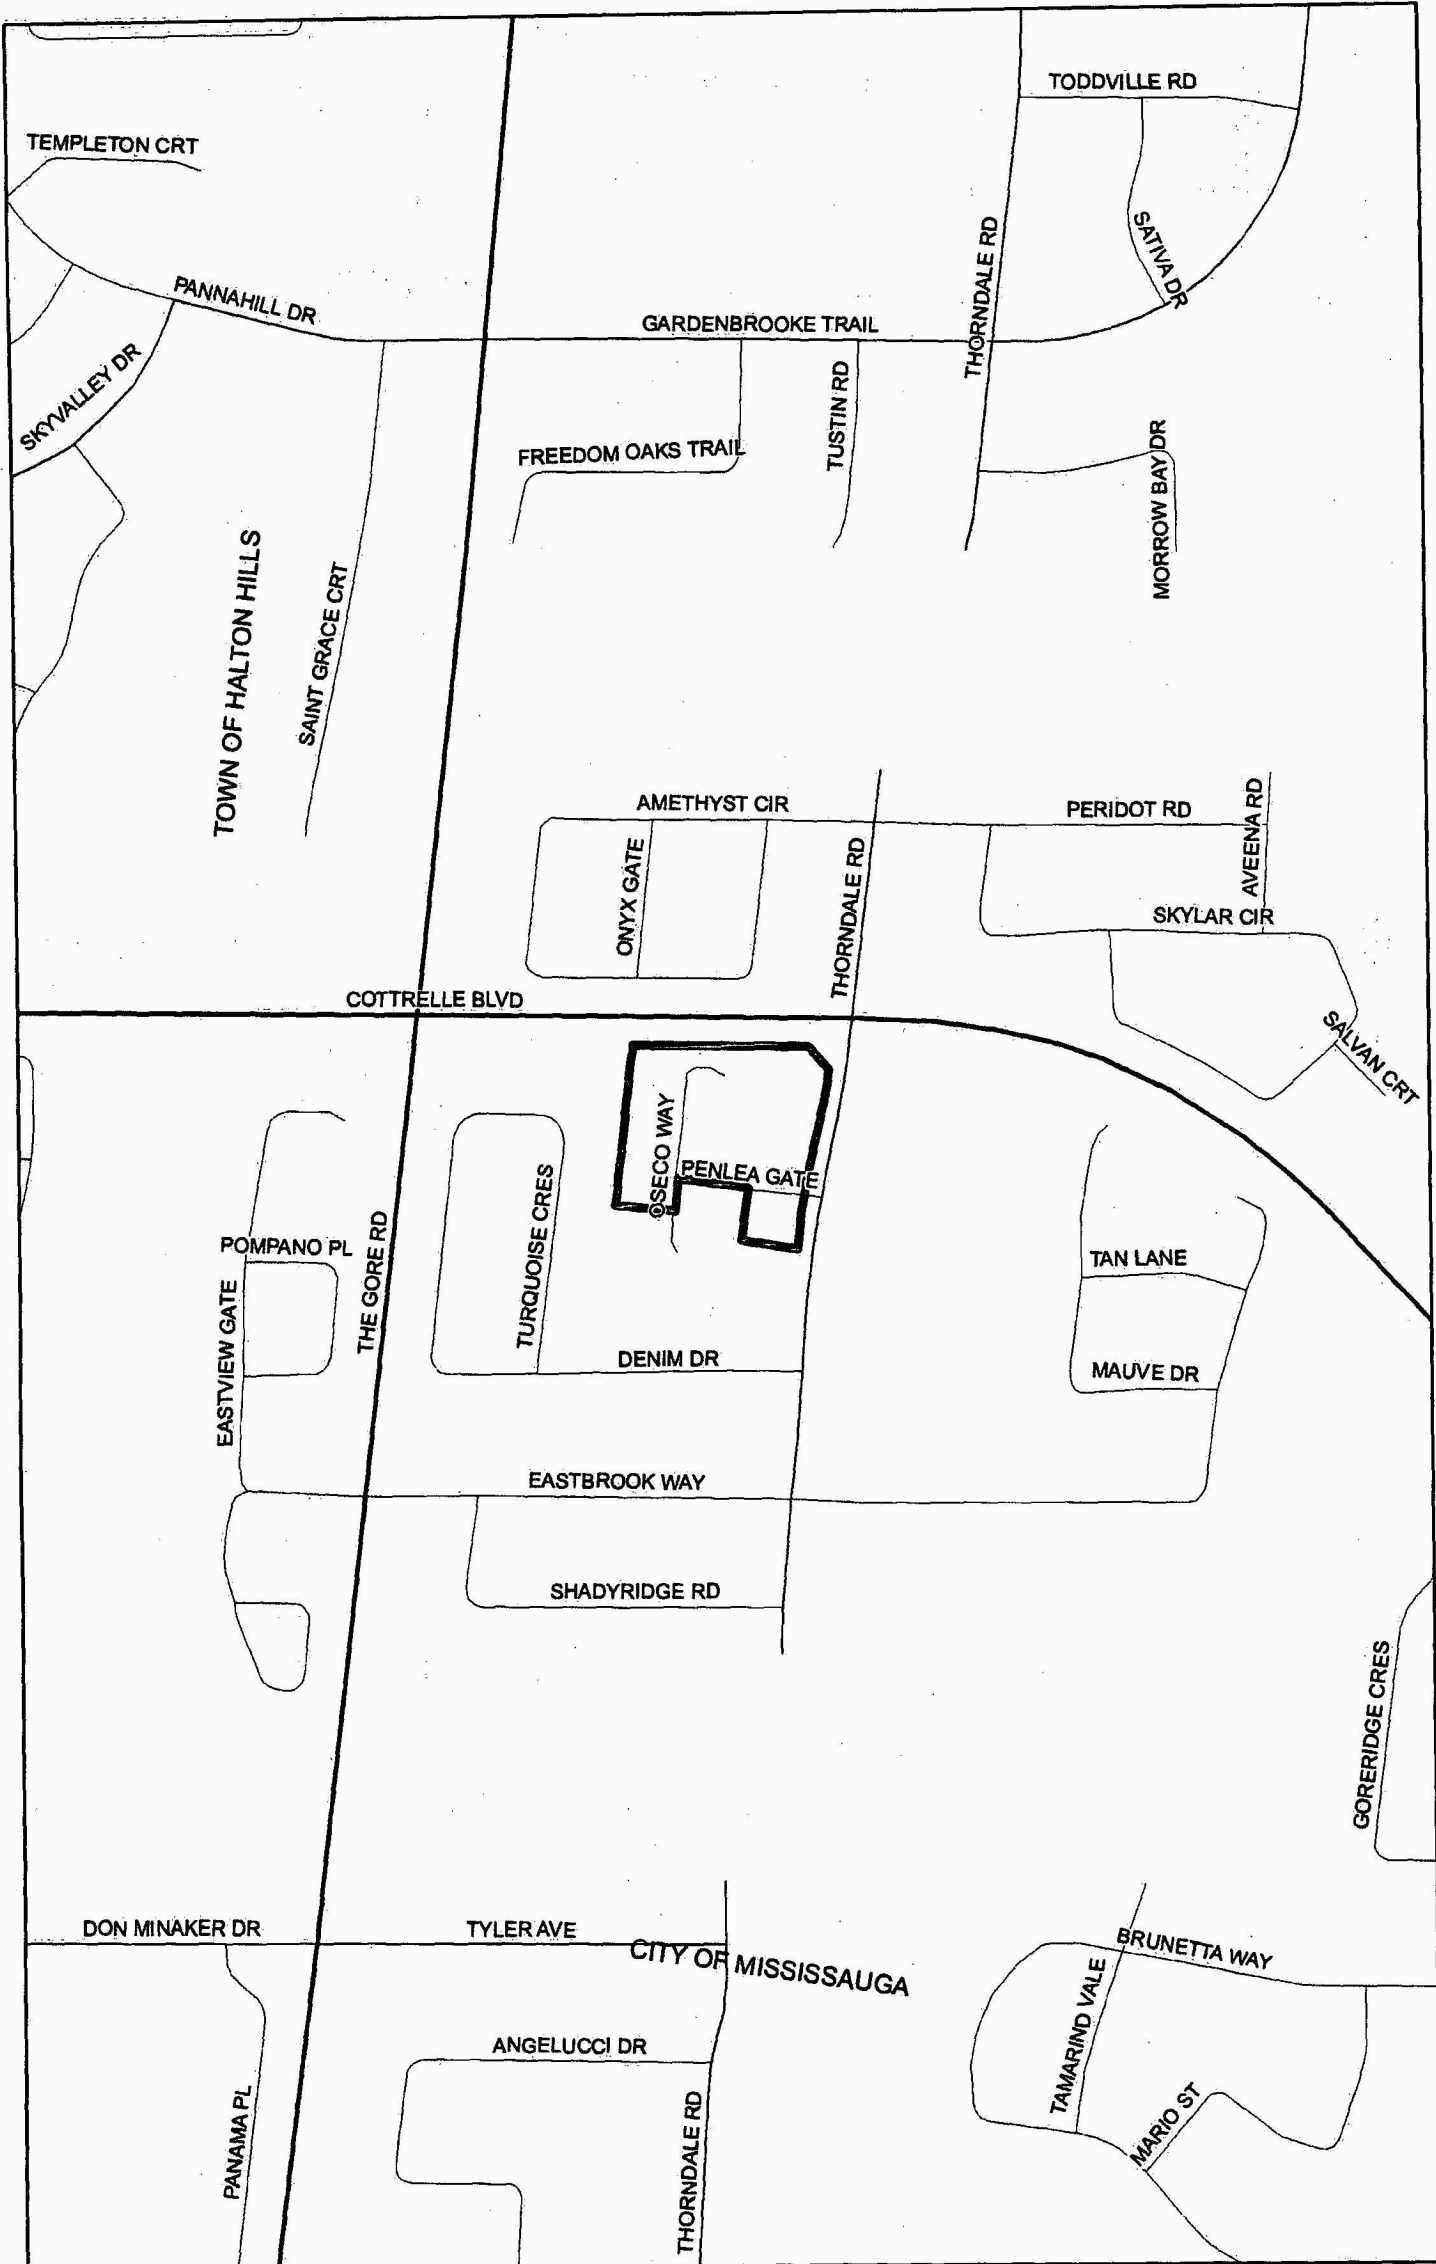 TODDVILLE RD
TEMPLETON CRT
SATIVA DR
THORNDALE RD
PANNAHILL DR
GARDENBROOKE TRAIL
SKYVALLEY DR
TUSTIN RD
FREEDOM OAKS TRAIL
MORROW BAY DR
TOWN OF HALTON HILLS
SAINT GRACE CRT
AMETHYST CIR
PERIDOT RD
AVEENA RD
ONYX GATE
THORNDALE RD
SKYLAR CIR
COTTRELLE BLVD
SALVAN CRT
SECO WAY
PENLEA GATE
TURQUOISE CRES
POMPANO PL
THE GORE RD
TAN LANE
EASTVIEW GATE
DENIM DR
MAUVE DR
EASTBROOK WAY
SHADYRIDGE RD
GORERIDGE CRES
DON MINAKER DR
TYLER AVE
CITY OF MISSISSAUGA
BRUNETTA WAY
TAMARIND VALE
ANGELUCCI DR
MARIO ST
PANAMA PL
THORNDALE RD